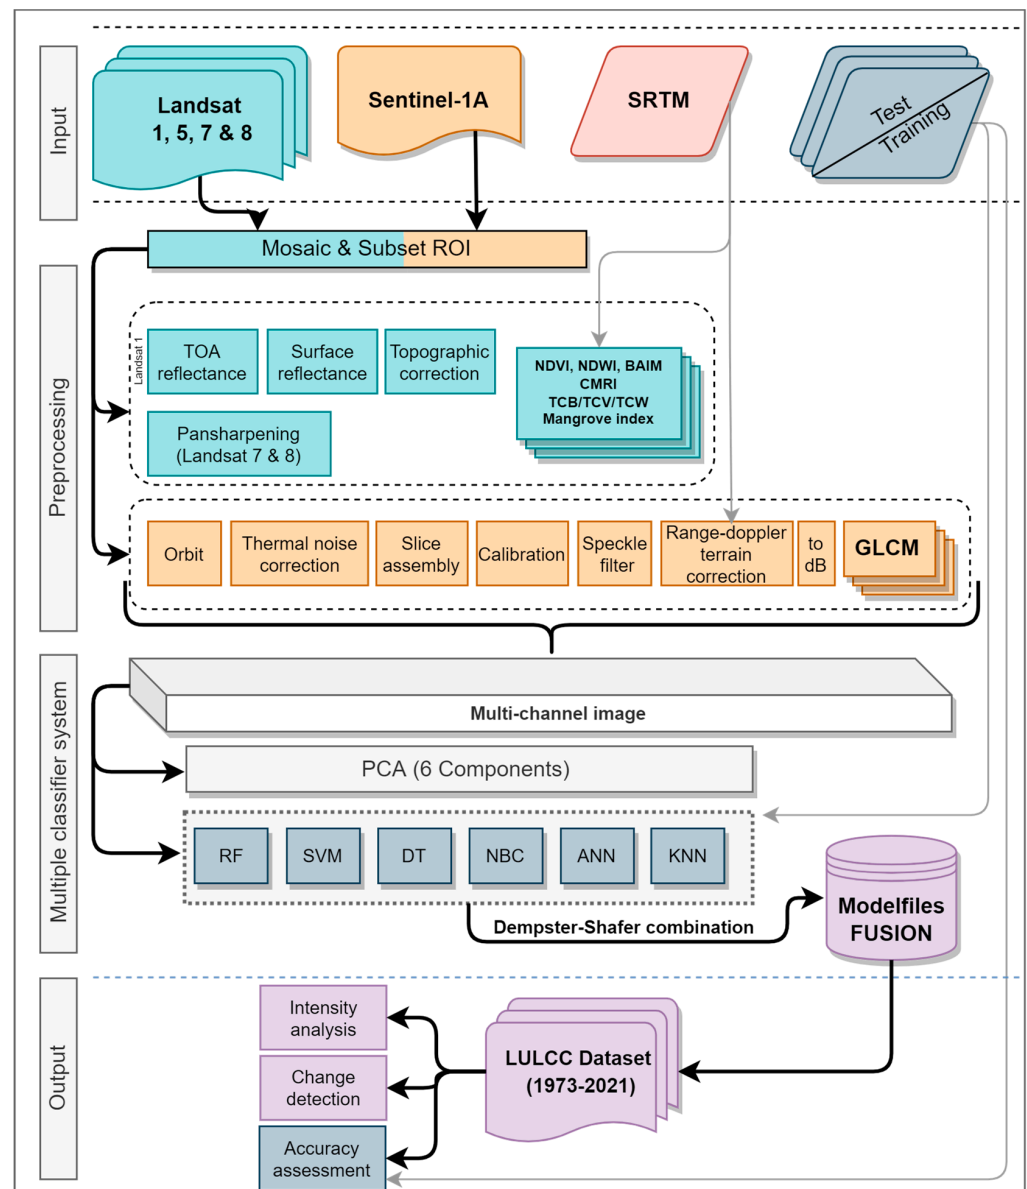 Input
Landsat
1, 5, 7 & 8
Sentinel-1A
SRTM
Test
Training
Mosaic & Subset ROI
Preprocessing
Landsat 1
TOA
reflectance
Surface
reflectance
Topographic
correction
Pansharpening
(Landsat 7 & 8)
NDVI, NDWI, BAIM
CMRI
TCB/TCV/TCW
Mangrove index
Orbit
Thermal noise
correction
Slice
assembly
Calibration
Speckle
filter
Range-doppler
terrain
correction
to
dB
GLCM
Multiple classifier system
Multi-channel image
PCA (6 Components)
RF
SVM
DT
NBC
ANN
KNN
Dempster-Shafer combination
Modelfiles
FUSION
Output
Intensity
analysis
Change
detection
Accuracy
assessment
LULCC Dataset
(1973-2021)